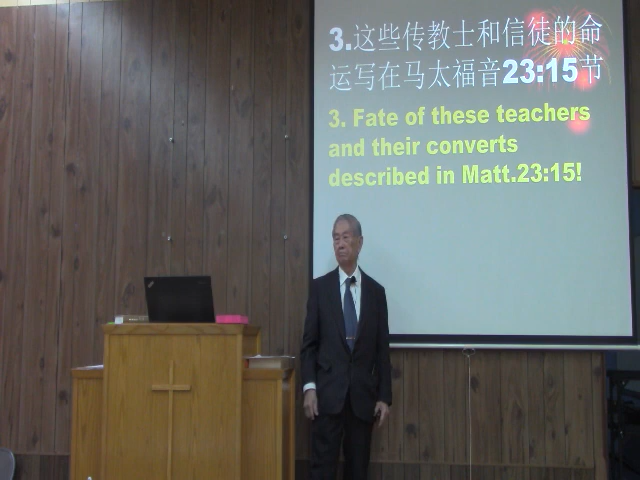 3.这些传教士和信徒的命
运写在马太福音23:15节
3. Fate of these teachers
and their converts
described in Matt.23:15!